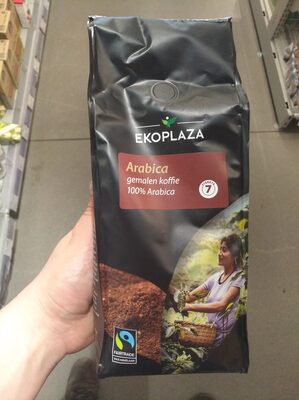 EKOPLAZA
Arabica
gemalen koffie
100% Arabica
7
FAIRTRADE